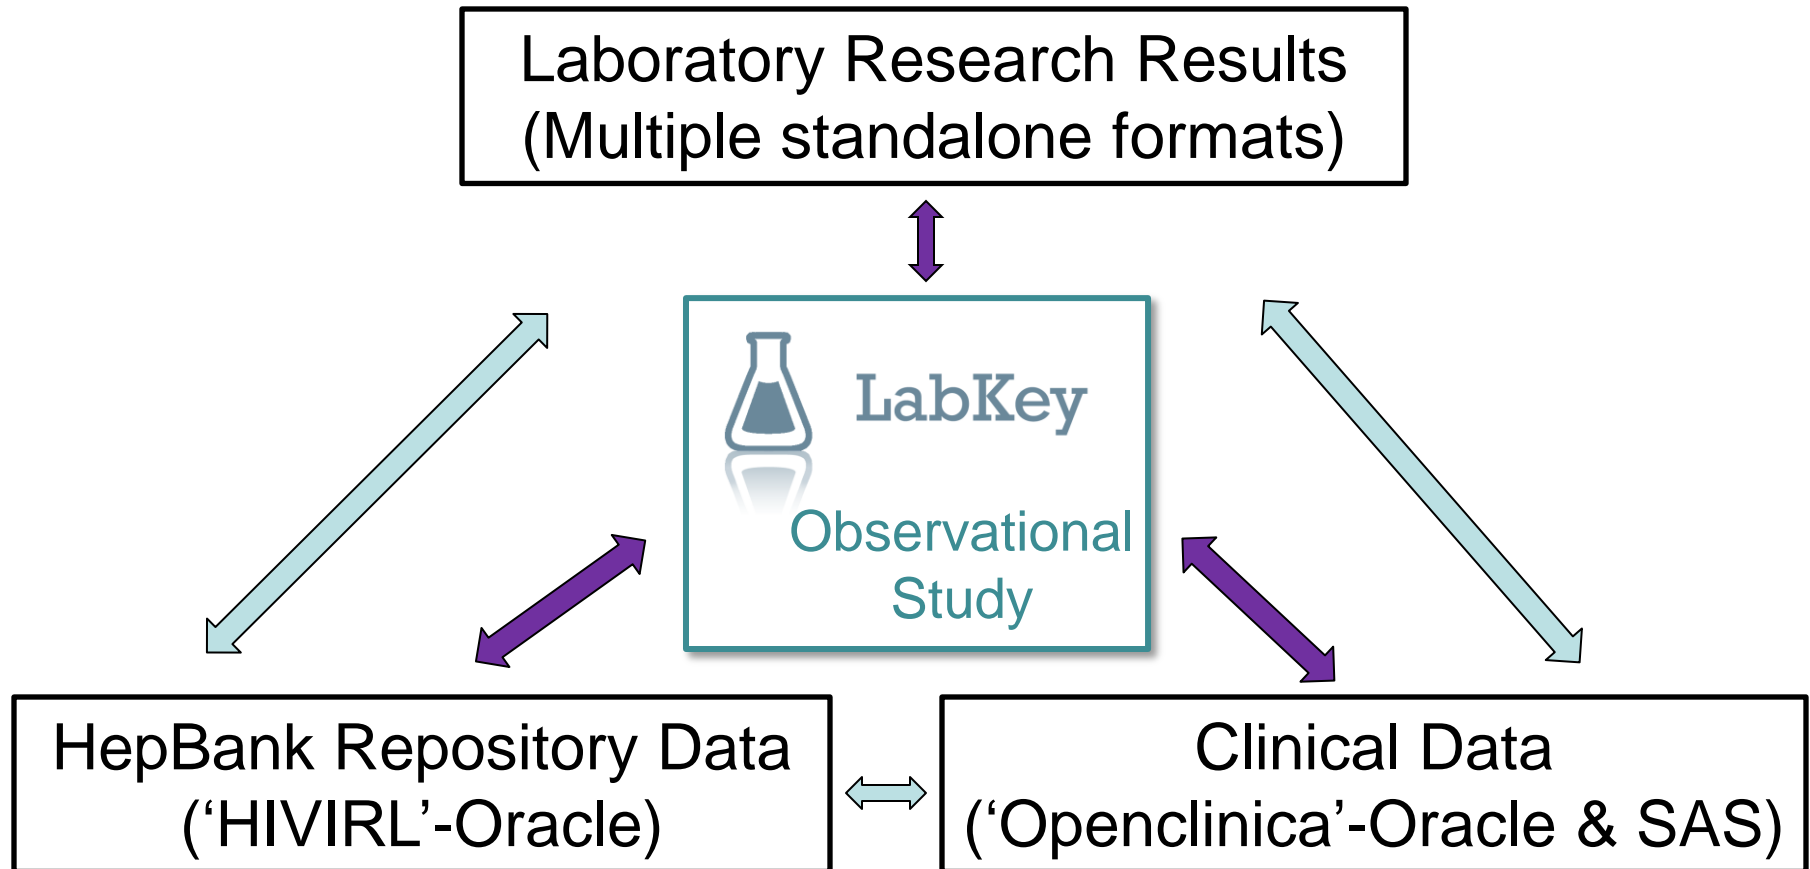 Laboratory Research Results
(Multiple standalone formats)
LabKey
Observational
Study
HepBank Repository Data
(‘HIVIRL’-Oracle)
Clinical Data
(‘Openclinica’-Oracle & SAS)